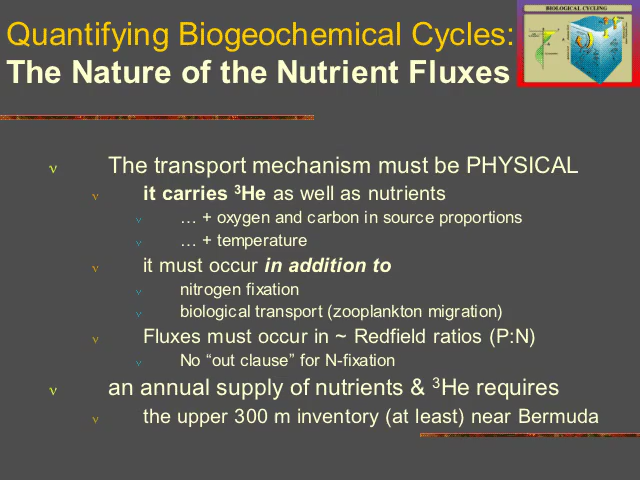 Quantifying Biogeochemical Cycles:
The Nature of the Nutrient Fluxes
BIOLOGICAL CYCLING
ν The transport mechanism must be PHYSICAL
ν it carries ³He as well as nutrients
ν … + oxygen and carbon in source proportions
ν … + temperature
ν it must occur in addition to
ν nitrogen fixation
ν biological transport (zooplankton migration)
ν Fluxes must occur in ~ Redfield ratios (P:N)
ν No “out clause” for N-fixation
ν an annual supply of nutrients & ³He requires
ν the upper 300 m inventory (at least) near Bermuda